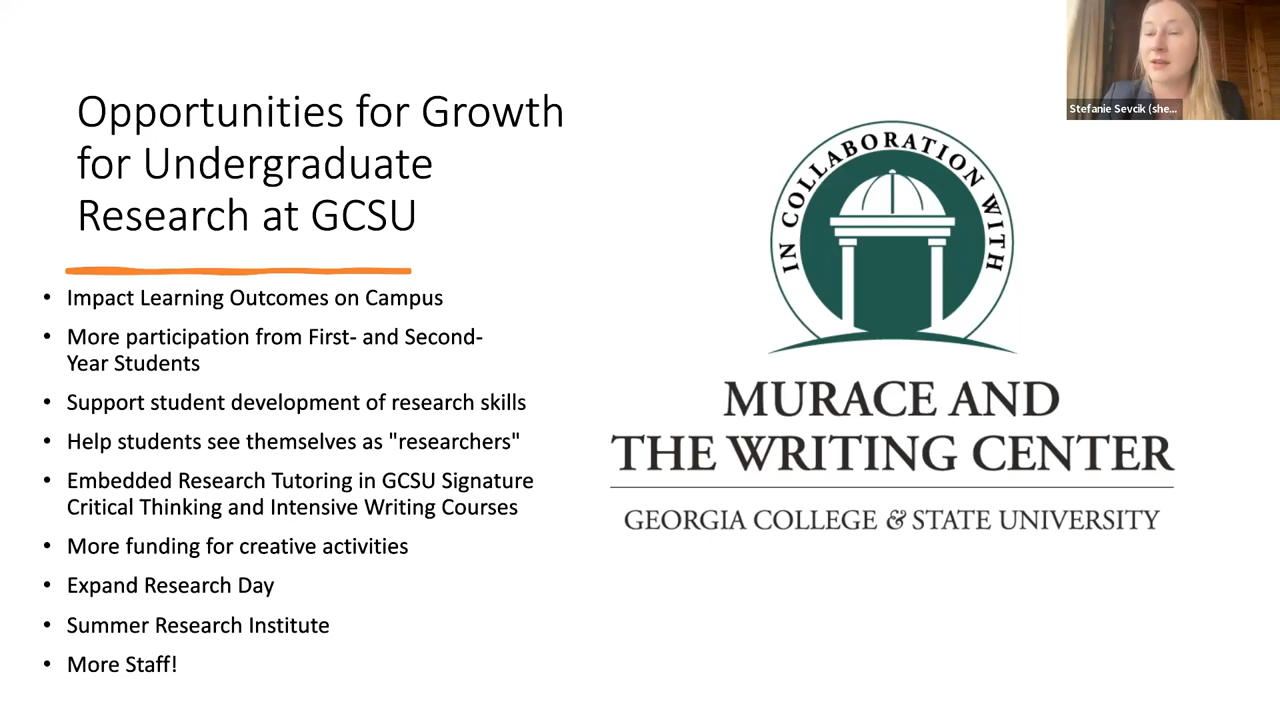 Opportunities for Growth
for Undergraduate
Research at GCSU
• Impact Learning Outcomes on Campus
• More participation from First- and Second-
Year Students
• Support student development of research skills
• Help students see themselves as "researchers"
• Embedded Research Tutoring in GCSU Signature
Critical Thinking and Intensive Writing Courses
• More funding for creative activities
• Expand Research Day
• Summer Research Institute
• More Staff!
IN COLLABORATION WITH
MURACE AND
THE WRITING CENTER
GEORGIA COLLEGE & STATE UNIVERSITY
Stefanie Sevcik (she...